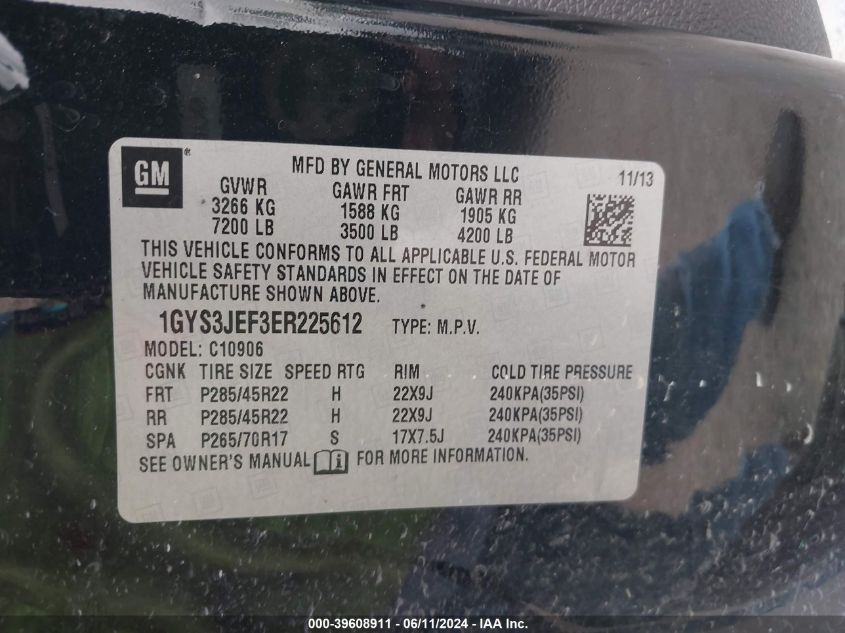 GM®
MFD BY GENERAL MOTORS LLC 11/13
GVWR GAWR FRT GAWR RR
3266 KG 1588 KG 1905 KG
7200 LB 3500 LB 4200 LB
THIS VEHICLE CONFORMS TO ALL APPLICABLE U.S. FEDERAL MOTOR
VEHICLE SAFETY STANDARDS IN EFFECT ON THE DATE OF
MANUFACTURE SHOWN ABOVE.
1GYS3JEF3ER225612 TYPE: M.P.V.
MODEL: C10906
CGNK TIRE SIZE SPEED RTG RIM COLD TIRE PRESSURE
FRT P285/45R22 H 22X9J 240KPA(35PSI)
RR P285/45R22 H 22X9J 240KPA(35PSI)
SPA P265/70R17 S 17X7.5J 240KPA(35PSI)
SEE OWNER'S MANUAL i FOR MORE INFORMATION.
000-39608911 - 06/11/2024 - IAA Inc.